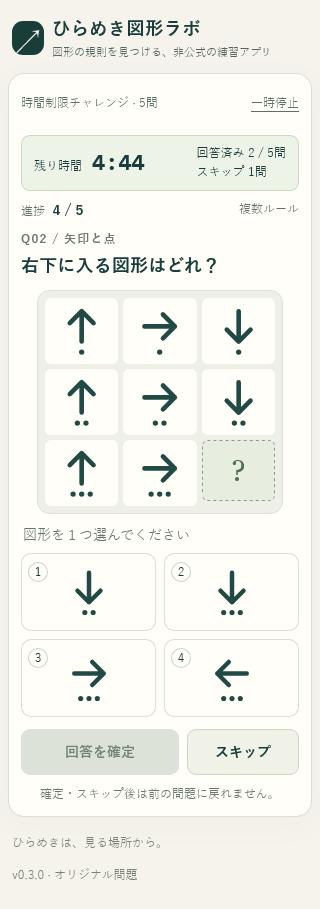 ひらめき図形ラボ
図形の規則を見つける、非公式の練習アプリ
時間制限チャレンジ · 5問
一時停止
残り時間 4:44
回答済み 2 / 5問
スキップ 1問
進捗 4 / 5
複数ルール
Q02 / 矢印と点
右下に入る図形はどれ？
?
図形を1つ選んでください
1
2
3
4
回答を確定
スキップ
確定・スキップ後は前の問題に戻れません。
ひらめきは、見る場所から。
v0.3.0 · オリジナル問題